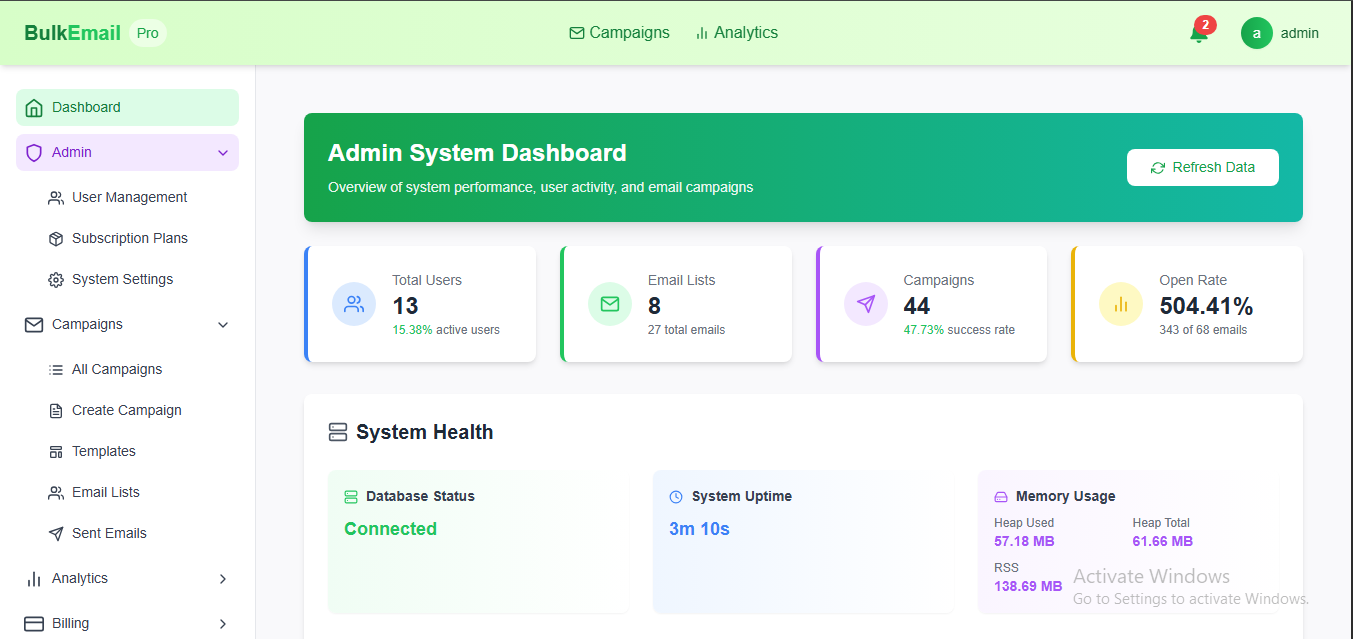 BulkEmail Pro
Campaigns Analytics
2
a admin
Dashboard
Admin
User Management
Subscription Plans
System Settings
Campaigns
All Campaigns
Create Campaign
Templates
Email Lists
Sent Emails
Analytics
Billing
Admin System Dashboard
Overview of system performance, user activity, and email campaigns
Refresh Data
Total Users
13
15.38% active users
Email Lists
8
27 total emails
Campaigns
44
47.73% success rate
Open Rate
504.41%
343 of 68 emails
System Health
Database Status
Connected
System Uptime
3m 10s
Memory Usage
Heap Used Heap Total
57.18 MB 61.66 MB
RSS
138.69 MB
Activate Windows
Go to Settings to activate Windows.